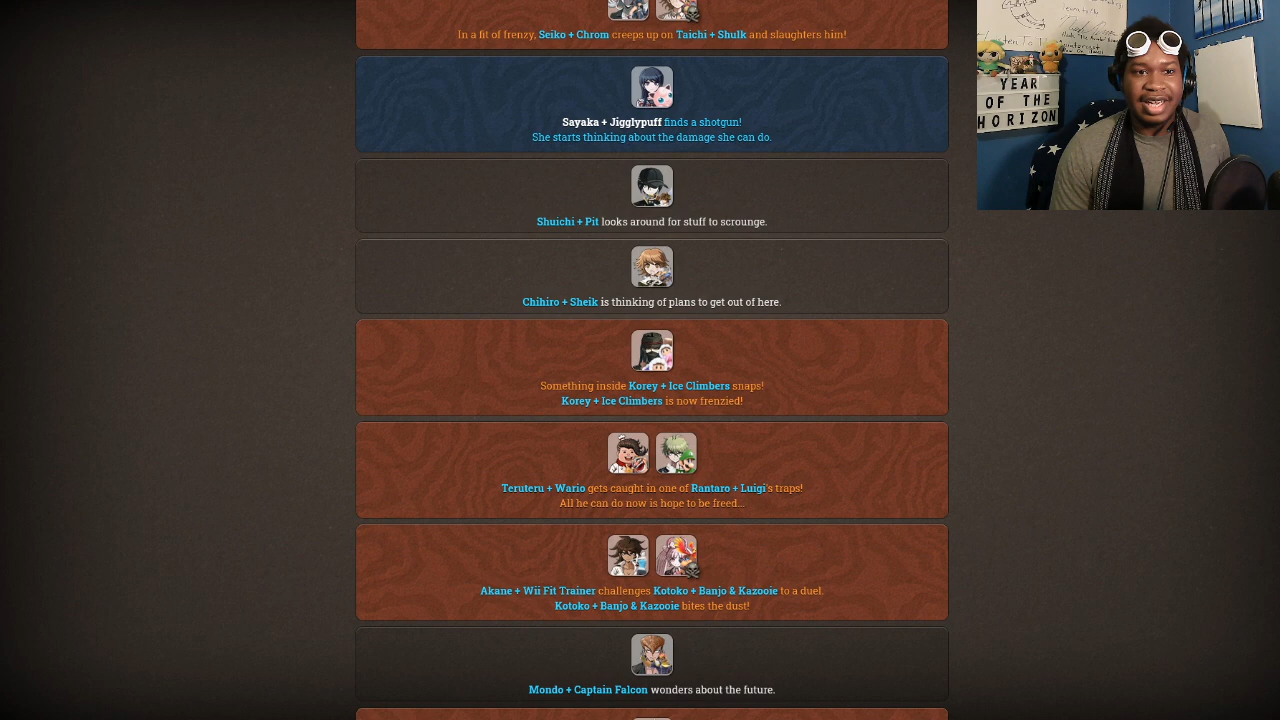 In a fit of frenzy, Seiko + Chrom creeps up on Taichi + Shulk and slaughters him!
Sayaka + Jigglypuff finds a shotgun!
She starts thinking about the damage she can do.
Shuichi + Pit looks around for stuff to scrounge.
Chihiro + Sheik is thinking of plans to get out of here.
Something inside Korey + Ice Climbers snaps!
Korey + Ice Climbers is now frenzied!
Teruteru + Wario gets caught in one of Rantaro + Luigi's traps!
All he can do now is hope to be freed...
Akane + Wii Fit Trainer challenges Kotoko + Banjo & Kazooie to a duel.
Kotoko + Banjo & Kazooie bites the dust!
Mondo + Captain Falcon wonders about the future.
YEAR
OF THE
HORIZON